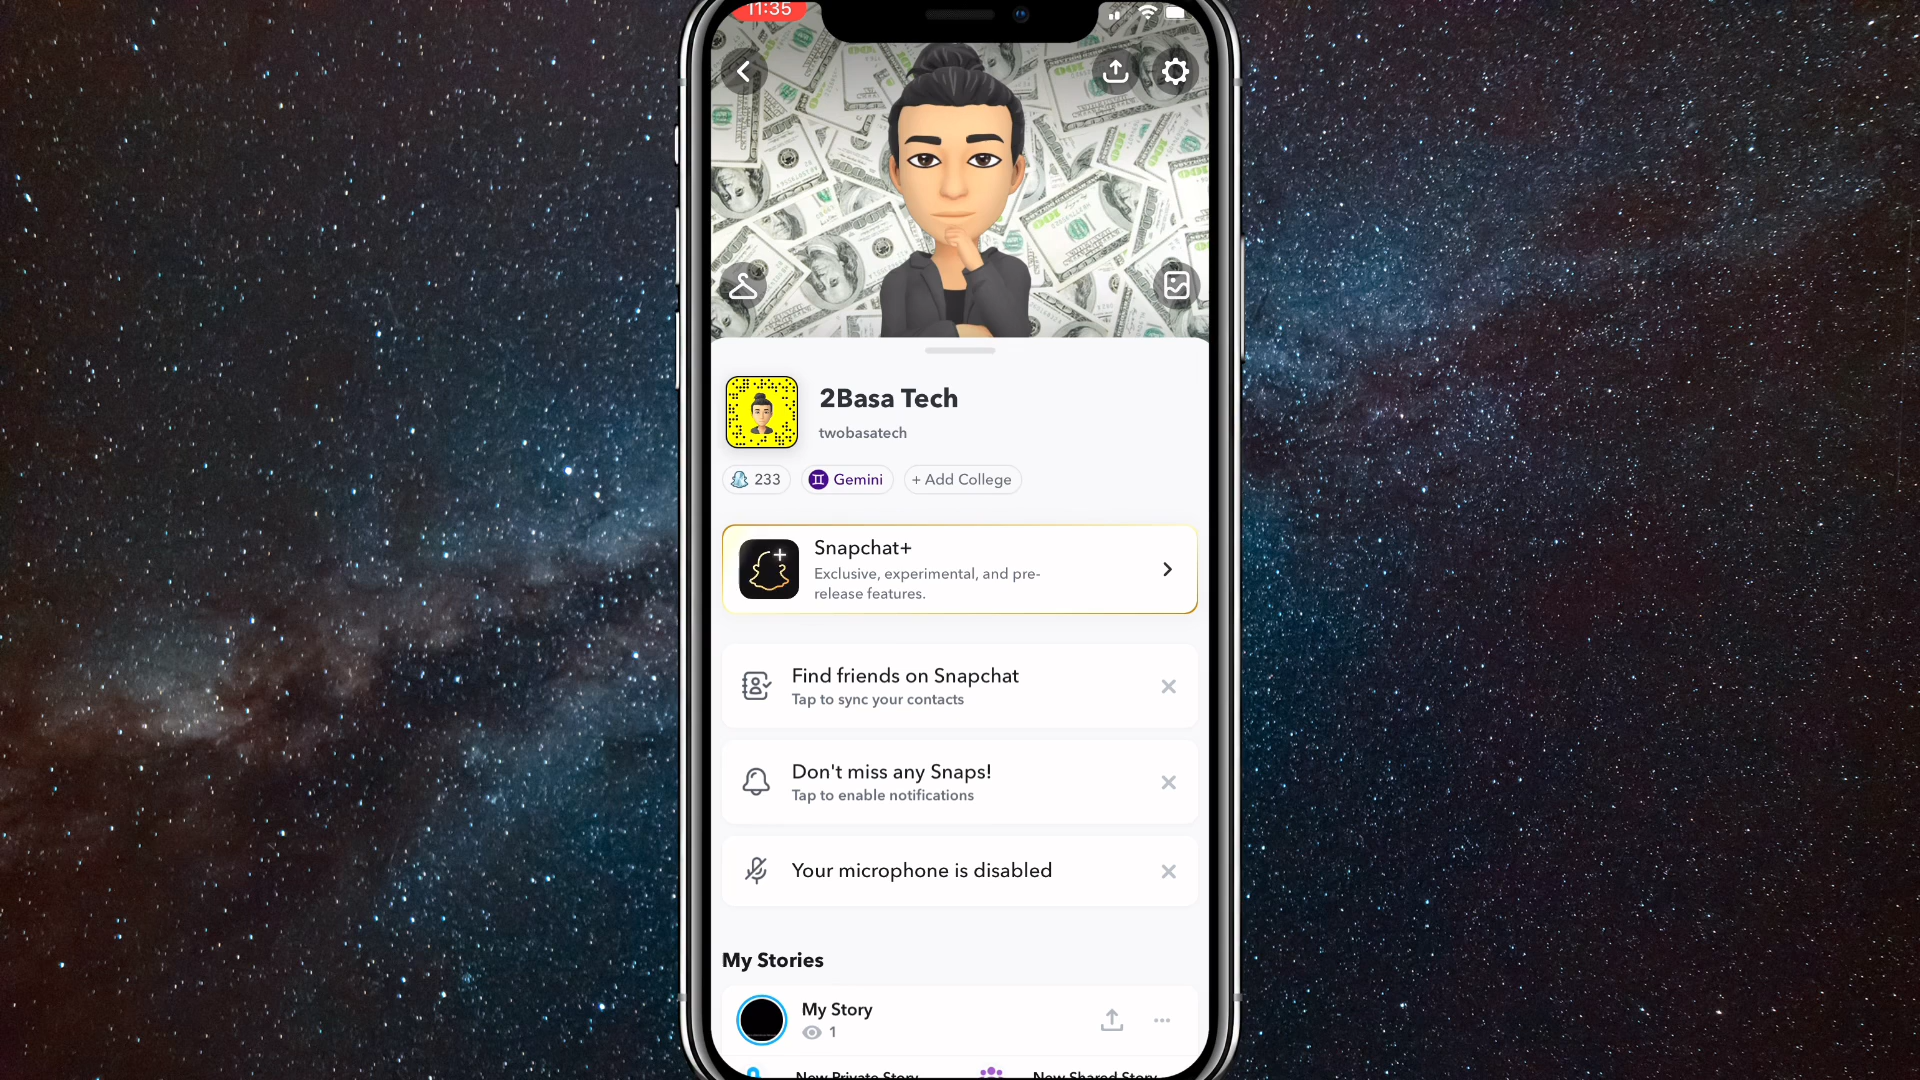 11:35
2Basa Tech
twobasatech
233
Gemini
+ Add College
Snapchat+
Exclusive, experimental, and pre-
release features.
Find friends on Snapchat
Tap to sync your contacts
Don't miss any Snaps!
Tap to enable notifications
Your microphone is disabled
My Stories
My Story
1
New Private Story
New Shared Story